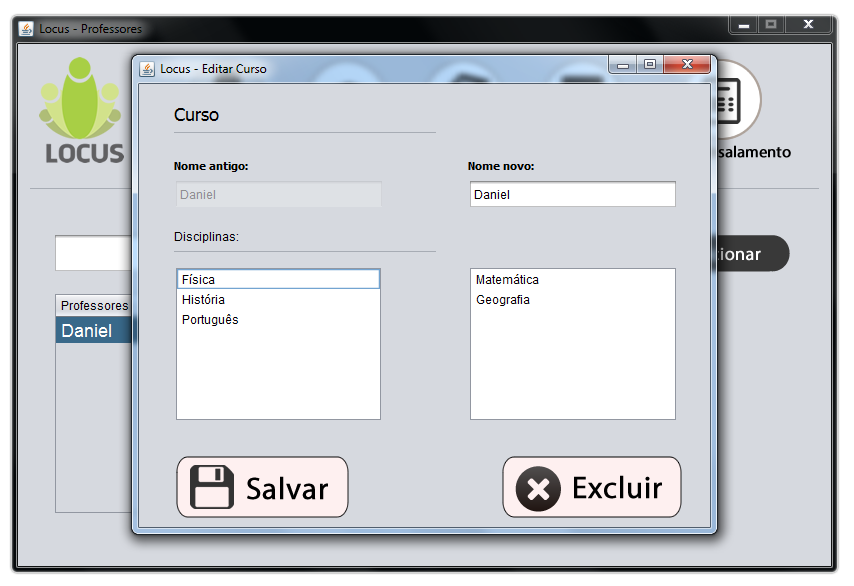 Locus - Professores
Locus - Editar Curso
LOCUS
salamento
Curso
Nome antigo:
Nome novo:
Daniel
Daniel
Disciplinas:
ionar
Física
História
Português
Matemática
Geografia
Professores
Daniel
Salvar
Excluir